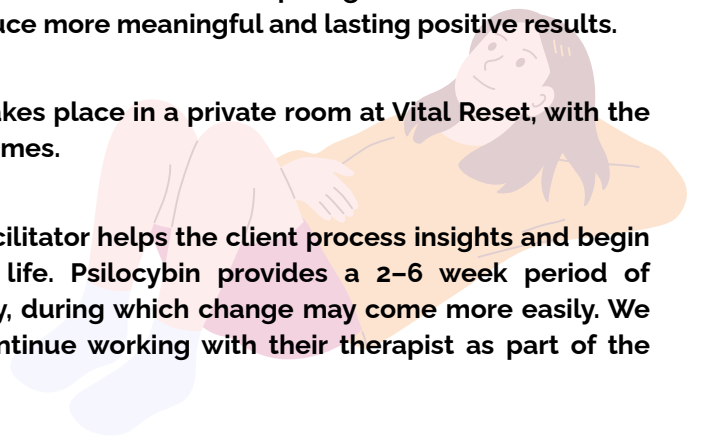 uce more meaningful and lasting positive results.
akes place in a private room at Vital Reset, with the
mes.
cilitator helps the client process insights and begin
life. Psilocybin provides a 2–6 week period of
y, during which change may come more easily. We
ntinue working with their therapist as part of the